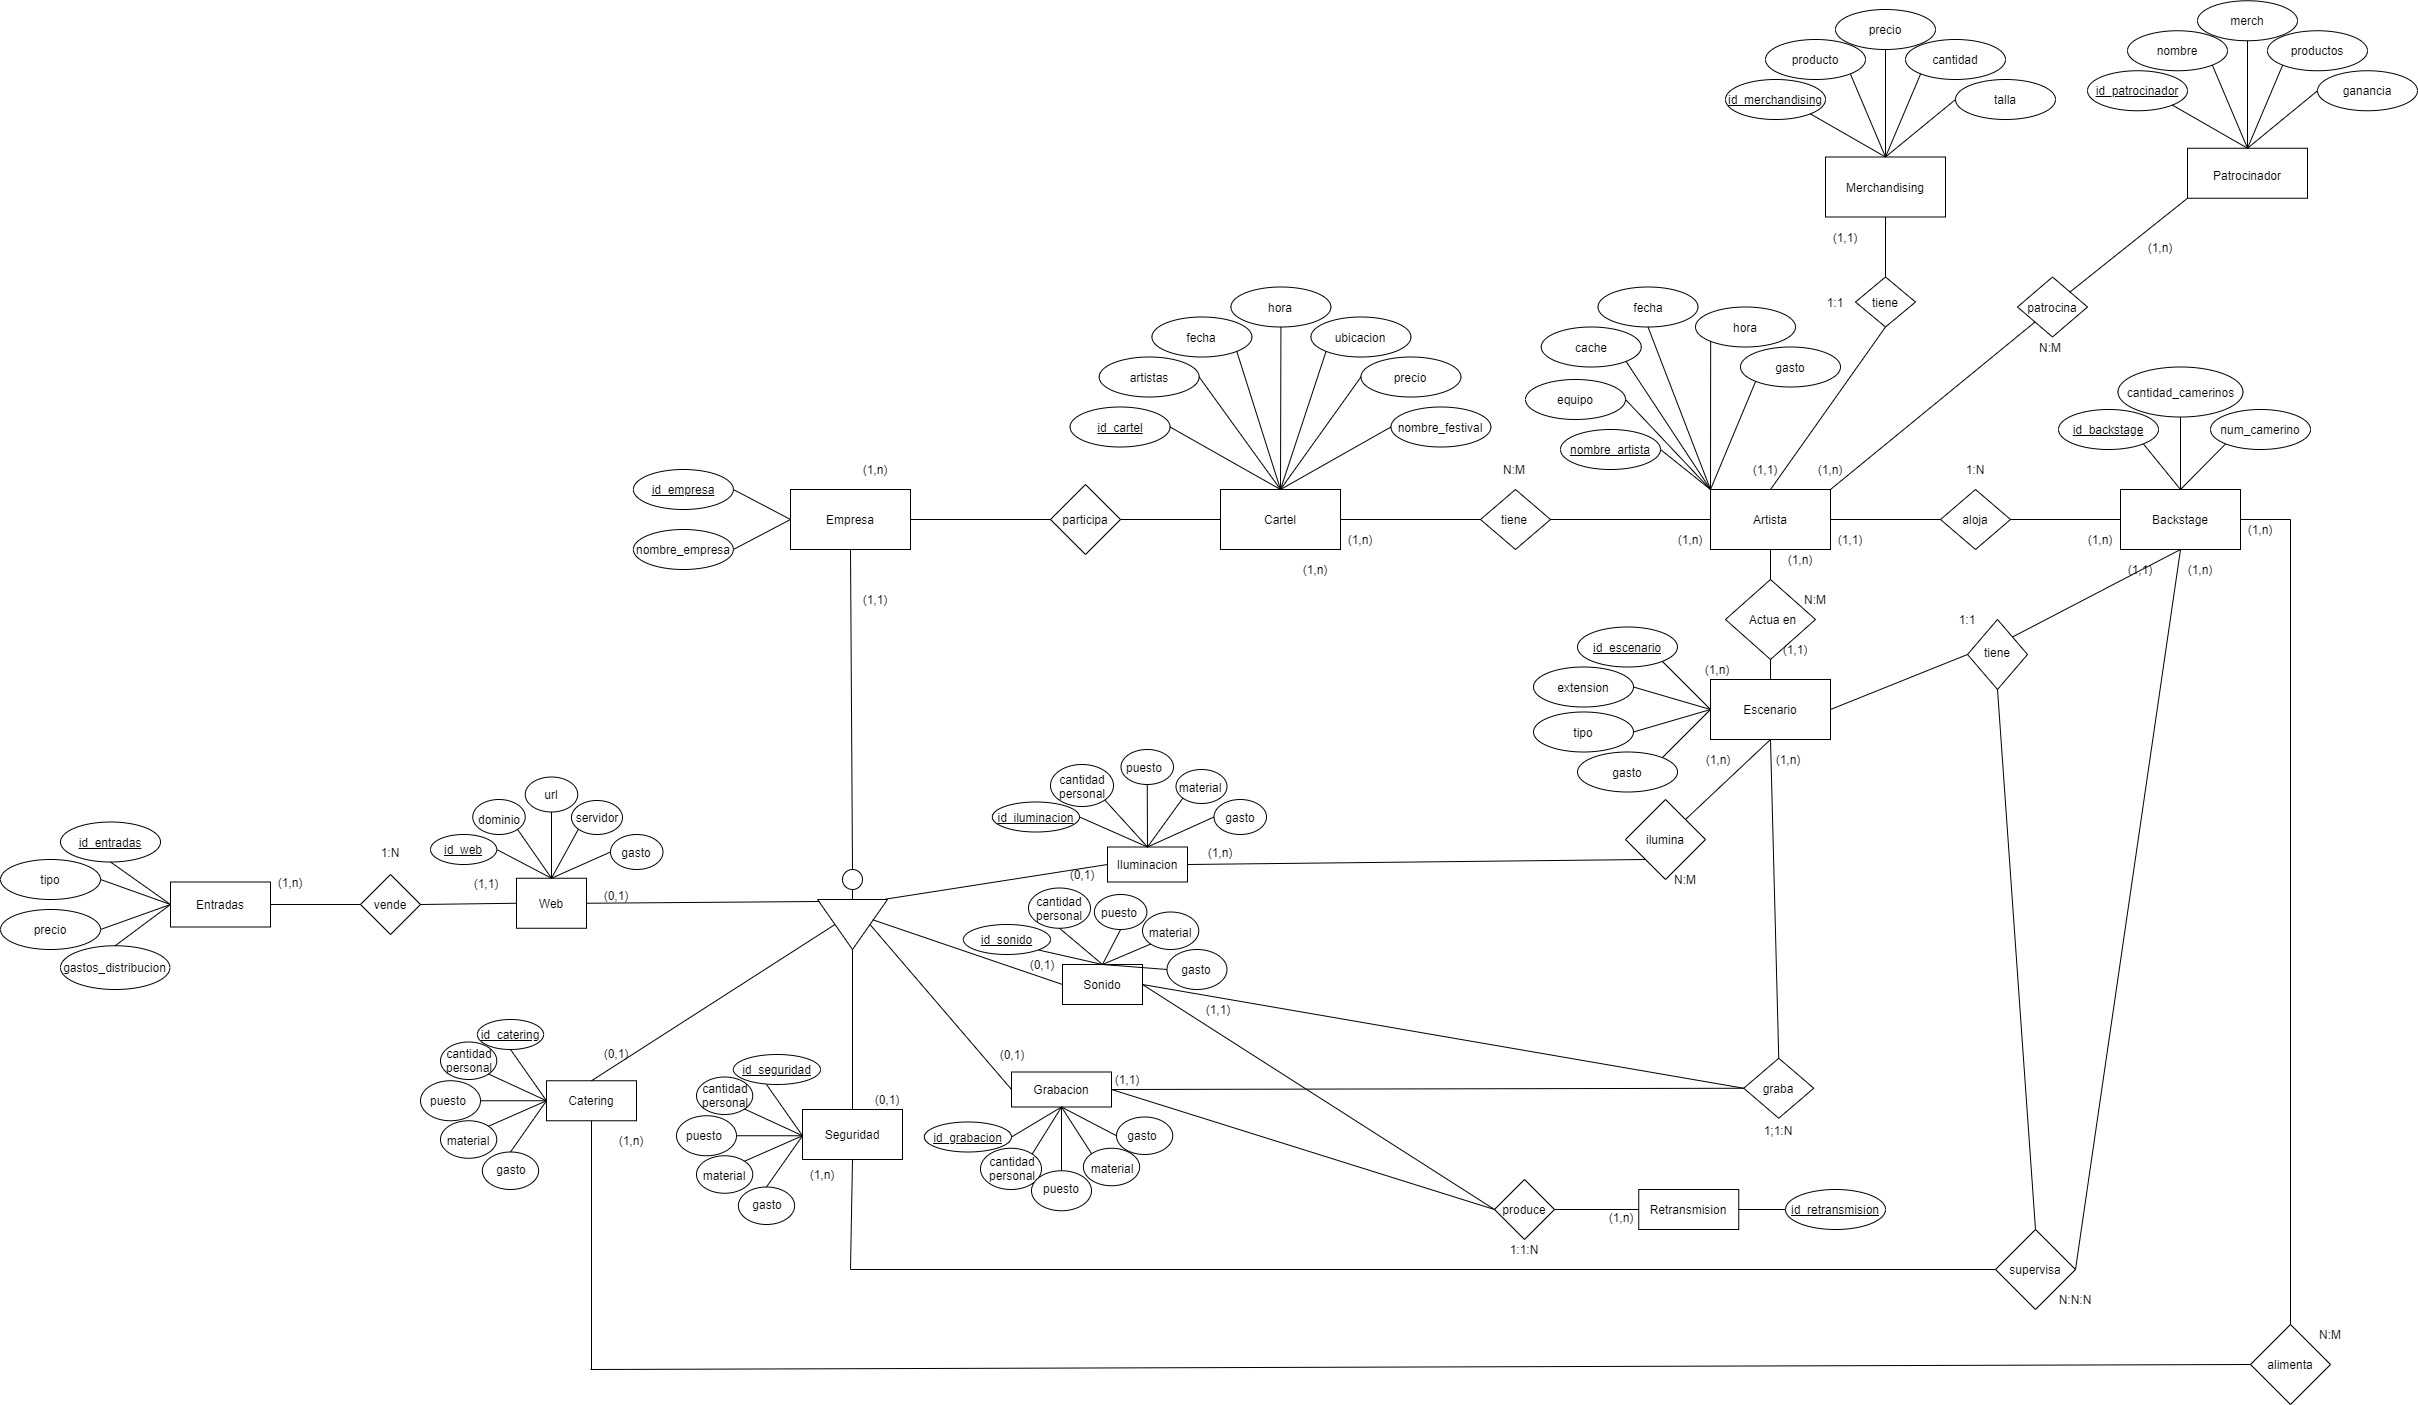 merch
precio
nombre
productos
producto
cantidad
id_patrocinador
ganancia
id_merchandising
talla
Patrocinador
Merchandising
(1,1)
(1,n)
1:1
tiene
patrocina
N:M
hora
fecha
ubicacion
artistas
precio
id_cartel
nombre_festival
fecha
hora
cache
gasto
equipo
nombre_artista
cantidad_camerinos
id_backstage
num_camerino
(1,n)
id_empresa
nombre_empresa
Empresa
participa
Cartel
N:M
tiene
(1,n)
(1,n)
(1,1)
(1,n)
Artista
(1,n)
(1,1)
(1,n)
1:N
aloja
(1,n)
Backstage
(1,n)
(1,1)
(1,n)
(1,1)
Actua en
N:M
(1,1)
(1,n)
1:1
tiene
id_escenario
extension
tipo
gasto
Escenario
(1,n)
(1,n)
ilumina
N:M
puesto
cantidad
personal
material
id_iluminacion
gasto
Iluminacion
(1,n)
(0,1)
url
dominio
servidor
id_web
gasto
id_entradas
tipo
precio
gastos_distribucion
Entradas
(1,n)
1:N
vende
(1,1)
Web
(0,1)
cantidad
personal
puesto
material
id_sonido
gasto
(0,1)
Sonido
(1,1)
id_catering
cantidad
personal
puesto
material
gasto
(0,1)
Catering
(1,n)
id_seguridad
cantidad
personal
puesto
material
gasto
(0,1)
Seguridad
(1,n)
(0,1)
Grabacion
(1,1)
id_grabacion
cantidad
personal
puesto
material
gasto
graba
1;1:N
produce
1:1:N
(1,n)
Retransmision
id_retransmision
supervisa
N:N:N
N:M
alimenta